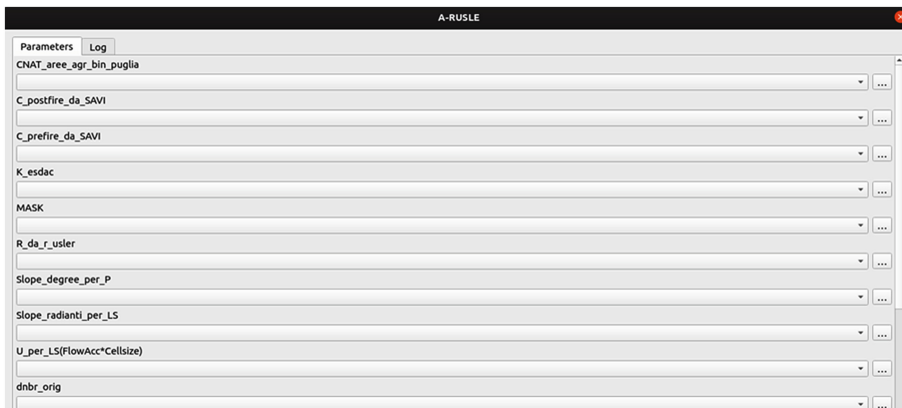 A-RUSLE
Parameters Log
CNAT_aree_agr_bin_puglia
...
C_postfire_da_SAVI
...
C_prefire_da_SAVI
...
K_esdac
...
MASK
...
R_da_r_usler
...
Slope_degree_per_P
...
Slope_radianti_per_LS
...
U_per_LS(FlowAcc*Cellsize)
...
dnbr_orig
...